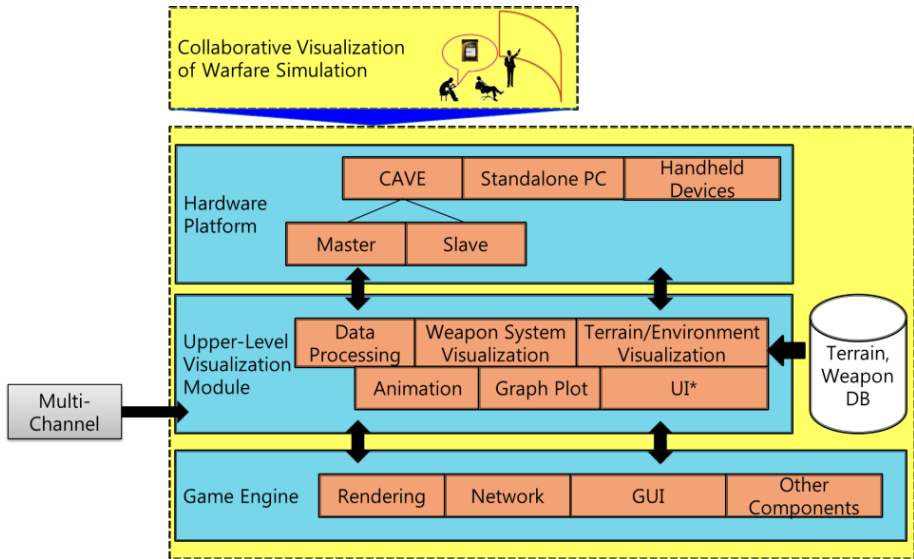 Collaborative Visualization
of Warfare Simulation
Hardware
Platform
CAVE
Standalone PC
Handheld
Devices
Master
Slave
Upper-Level
Visualization
Module
Data
Processing
Weapon System
Visualization
Terrain/Environment
Visualization
Animation
Graph Plot
UI*
Terrain,
Weapon
DB
Multi-
Channel
Game Engine
Rendering
Network
GUI
Other
Components